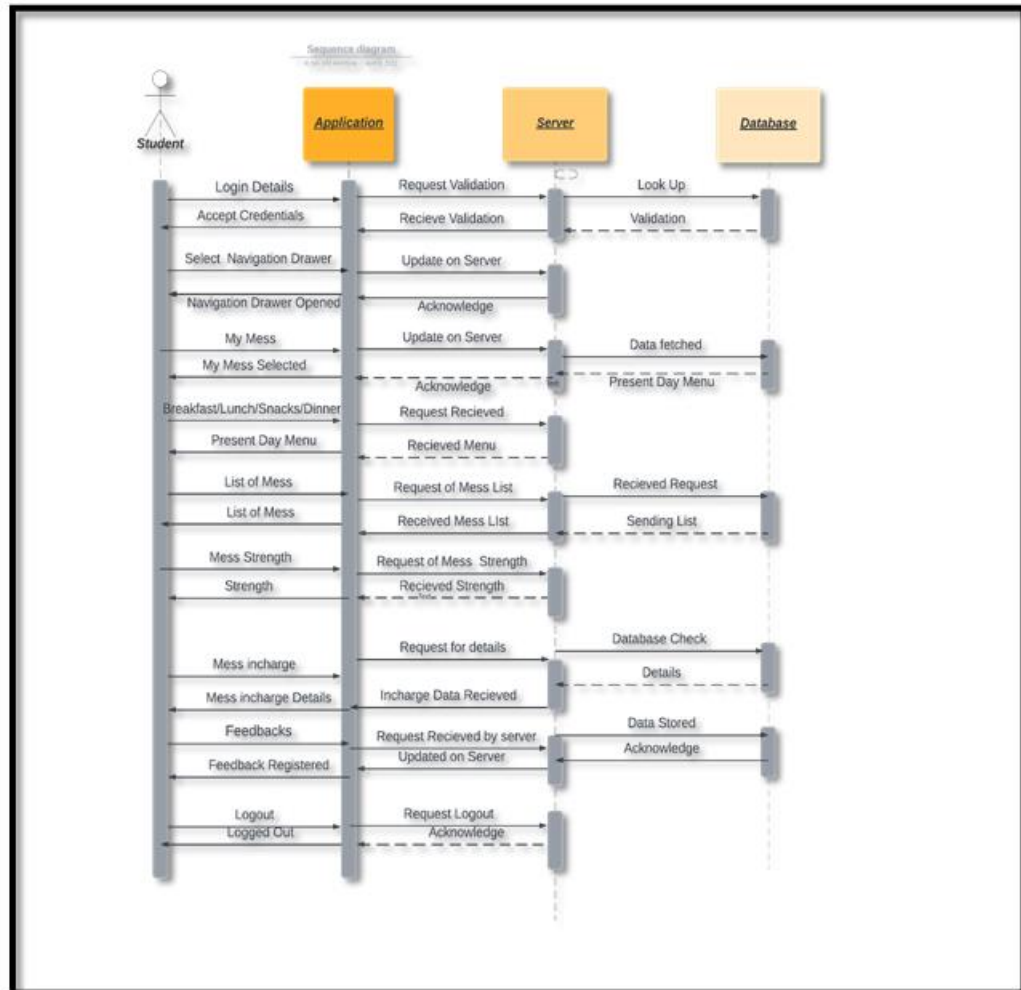 Sequence diagram
Student
Application
Server
Database
Login Details
Request Validation
Look Up
Accept Credentials
Recieve Validation
Validation
Select Navigation Drawer
Update on Server
Navigation Drawer Opened
Acknowledge
My Mess
Update on Server
Data fetched
My Mess Selected
Acknowledge
Present Day Menu
Breakfast/Lunch/Snacks/Dinner
Request Recieved
Present Day Menu
Recieved Menu
List of Mess
Request of Mess List
Recieved Request
List of Mess
Received Mess LIst
Sending List
Mess Strength
Request of Mess Strength
Strength
Recieved Strength
Request for details
Database Check
Mess incharge
Details
Mess incharge Details
Incharge Data Recieved
Feedbacks
Request Recieved by server
Data Stored
Feedback Registered
Updated on Server
Acknowledge
Logout
Request Logout
Logged Out
Acknowledge